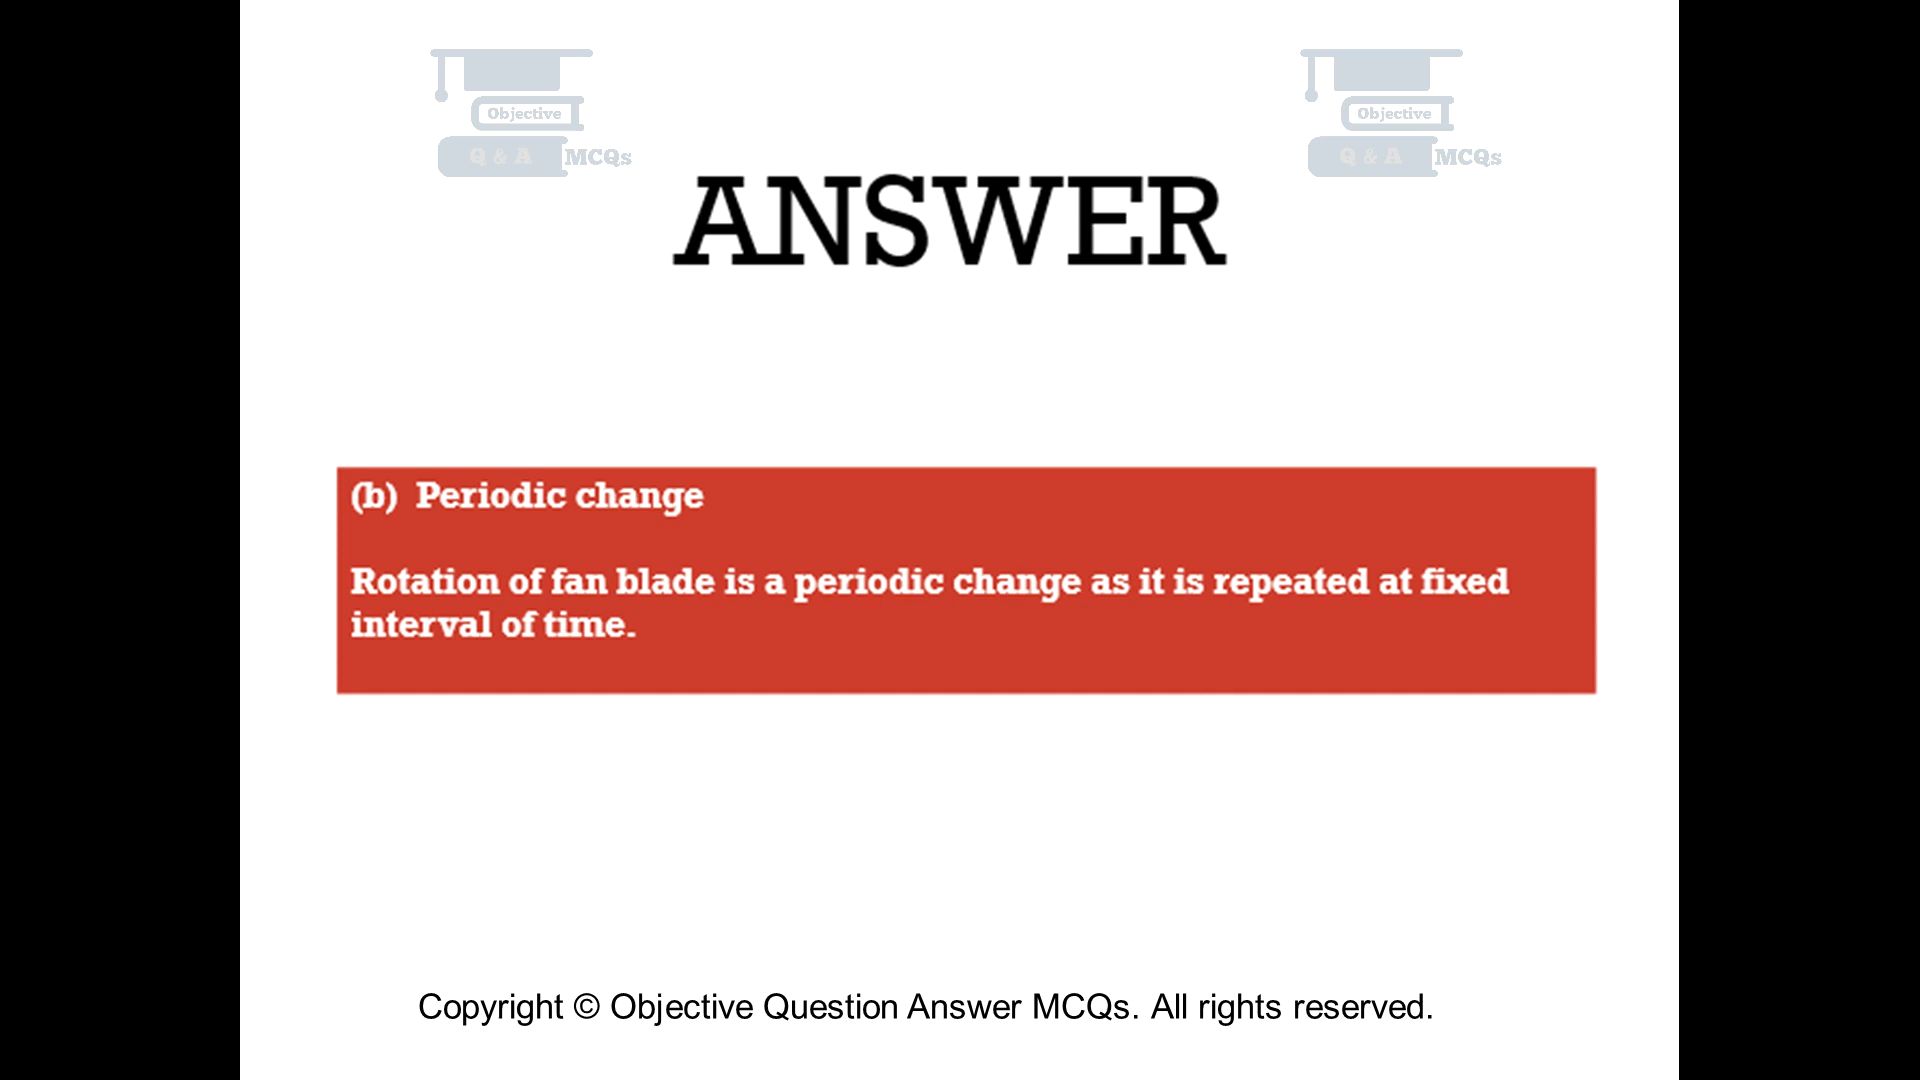 Objective
Q & A MCQs
Objective
Q & A MCQs
ANSWER
(b) Periodic change
Rotation of fan blade is a periodic change as it is repeated at fixed
interval of time.
Copyright © Objective Question Answer MCQs. All rights reserved.